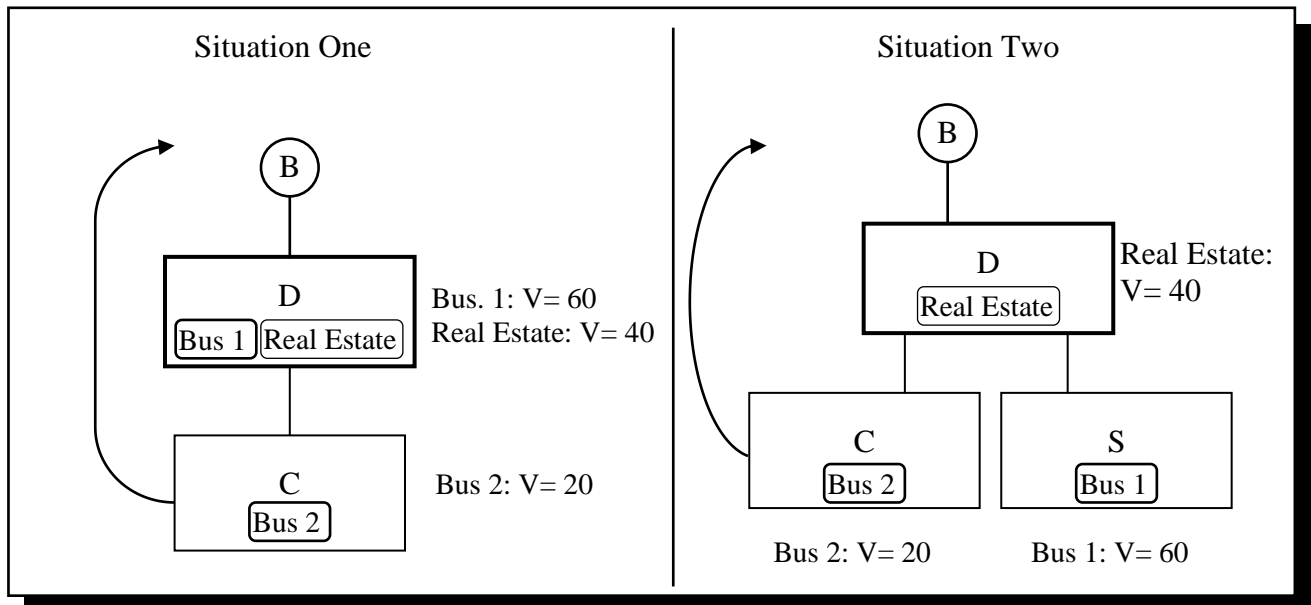 Situation One
B
D
Bus 1 Real Estate
Bus. 1: V= 60
Real Estate: V= 40
C
Bus 2
Bus 2: V= 20
Situation Two
B
D
Real Estate
Real Estate:
V= 40
C
Bus 2
S
Bus 1
Bus 2: V= 20
Bus 1: V= 60